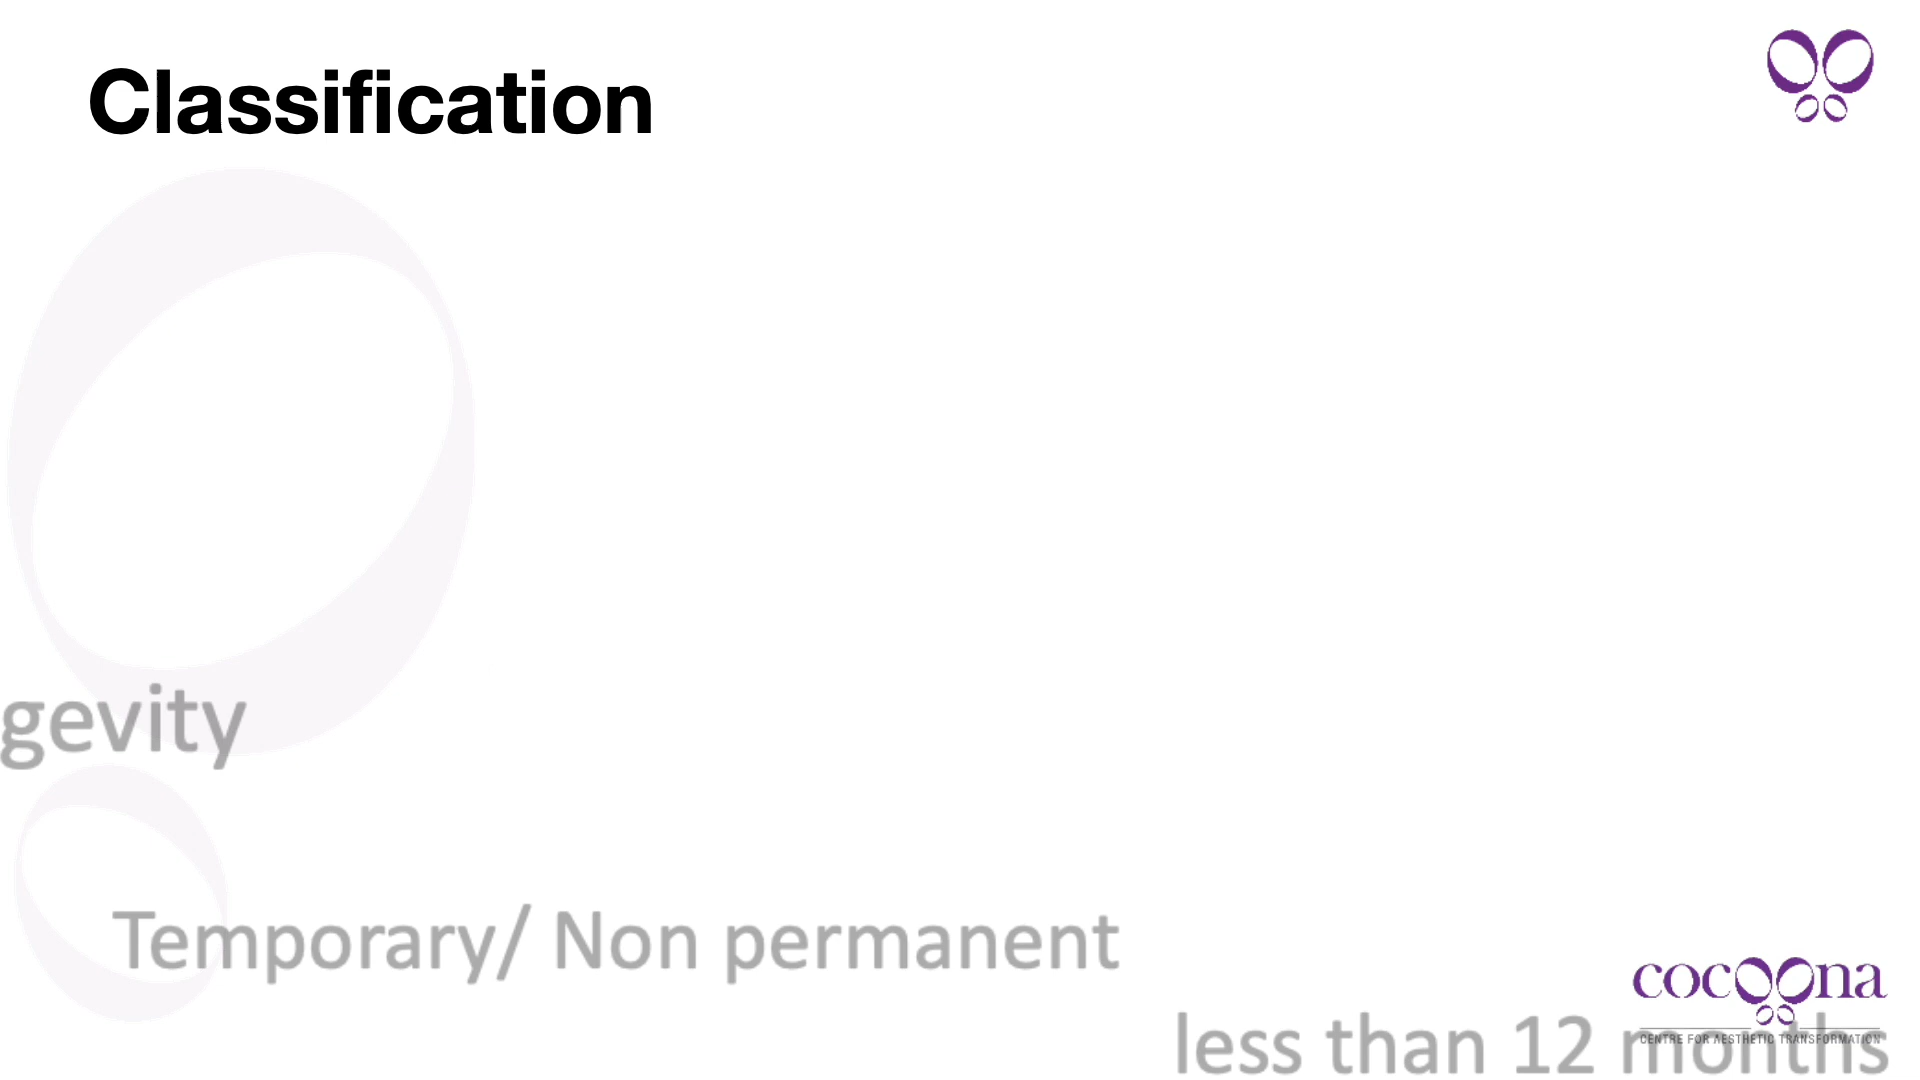 Classification
gevity
Temporary/ Non permanent
cocoona
less than 12 months
CENTRE FOR AESTHETIC TRANSFORMATION